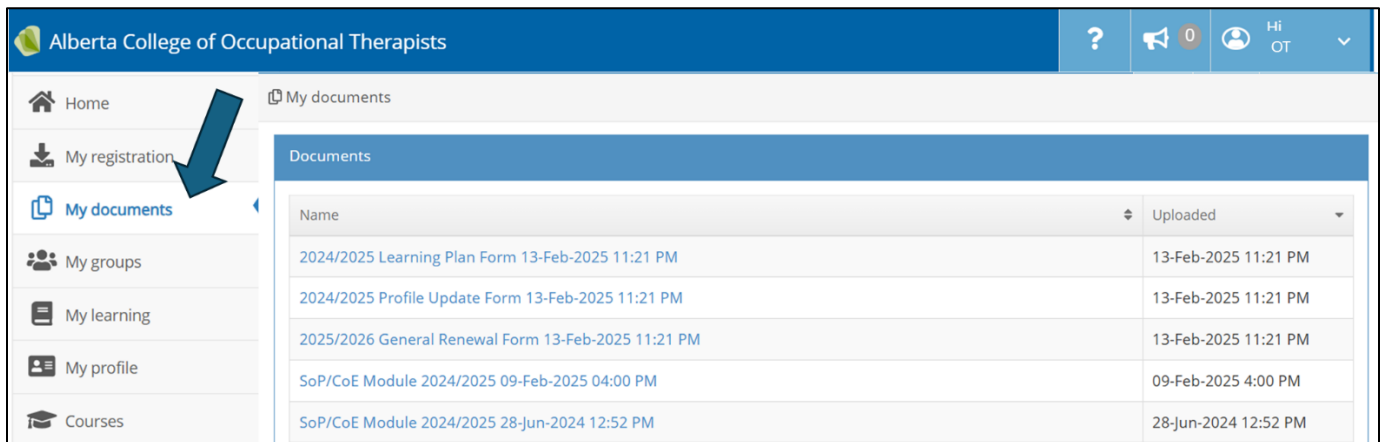 Alberta College of Occupational Therapists
? 0 Hi
OT
Home
My registration
My documents
My groups
My learning
My profile
Courses
My documents
Documents
Name Uploaded
2024/2025 Learning Plan Form 13-Feb-2025 11:21 PM 13-Feb-2025 11:21 PM
2024/2025 Profile Update Form 13-Feb-2025 11:21 PM 13-Feb-2025 11:21 PM
2025/2026 General Renewal Form 13-Feb-2025 11:21 PM 13-Feb-2025 11:21 PM
SoP/CoE Module 2024/2025 09-Feb-2025 04:00 PM 09-Feb-2025 4:00 PM
SoP/CoE Module 2024/2025 28-Jun-2024 12:52 PM 28-Jun-2024 12:52 PM